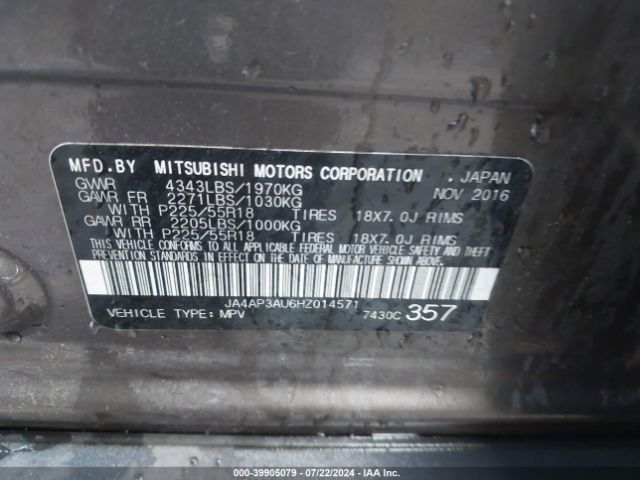 MFD.BY MITSUBISHI MOTORS CORPORATION . JAPAN
GVWR 4343LBS/1970KG NOV 2016
GAWR FR 2271LBS/1030KG
WITH P225/55R18 TIRES 18X7.0J RIMS
GAWR RR 2205LBS/1000KG
WITH P225/55R18 TIRES 18X7.0J RIMS
THIS VEHICLE CONFORMS TO ALL APPLICABLE FEDERAL MOTOR VEHICLE SAFETY AND THEFT
PREVENTION STANDARDS IN EFFECT ON THE DATE OF MANUFACTURE SHOWN ABOVE.
JA4AP3AU6HZ014571
VEHICLE TYPE: MPV 7430C 357
000-39905079 - 07/22/2024 - IAA Inc.